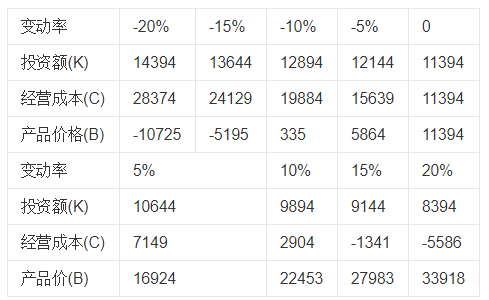 变动率 -20% -15% -10% -5% 0
投资额(K) 14394 13644 12894 12144 11394
经营成本(C) 28374 24129 19884 15639 11394
产品价格(B) -10725 -5195 335 5864 11394
变动率 5% 10% 15% 20%
投资额(K) 10644 9894 9144 8394
经营成本(C) 7149 2904 -1341 -5586
产品价(B) 16924 22453 27983 33918